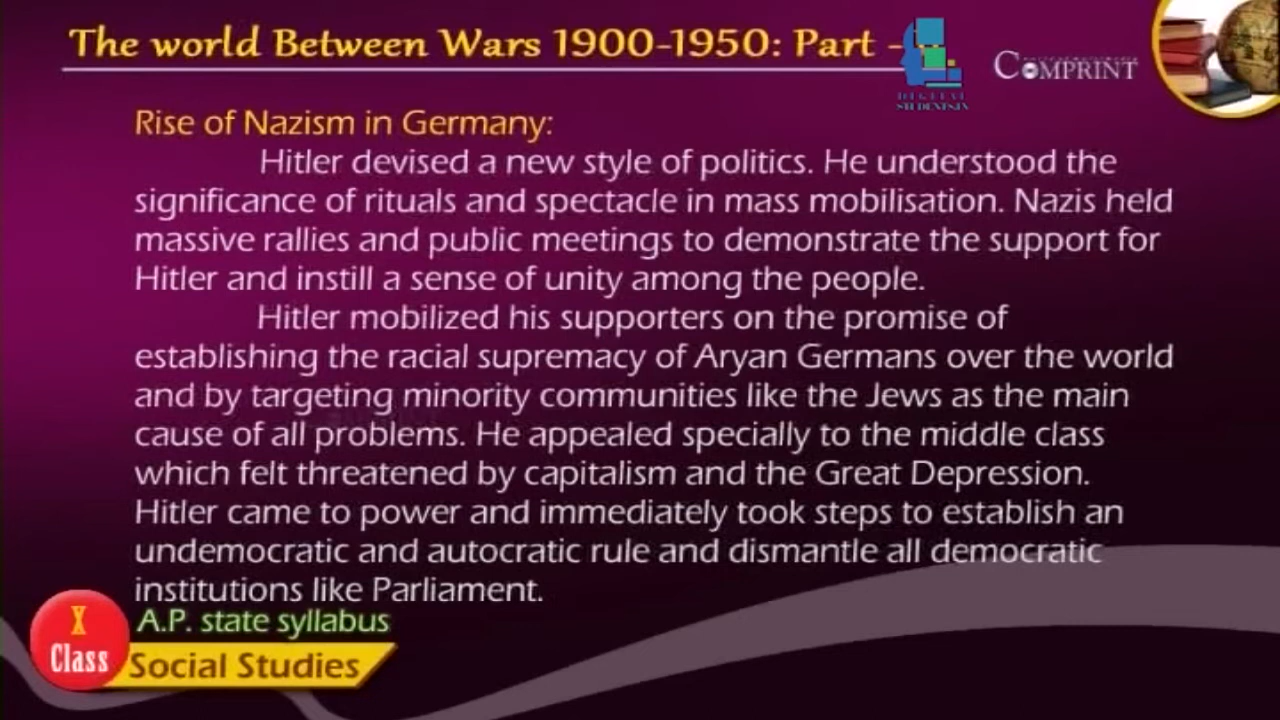 The world Between Wars 1900-1950: Part -
COMPRINT
Rise of Nazism in Germany:
Hitler devised a new style of politics. He understood the
significance of rituals and spectacle in mass mobilisation. Nazis held
massive rallies and public meetings to demonstrate the support for
Hitler and instill a sense of unity among the people.
Hitler mobilized his supporters on the promise of
establishing the racial supremacy of Aryan Germans over the world
and by targeting minority communities like the Jews as the main
cause of all problems. He appealed specially to the middle class
which felt threatened by capitalism and the Great Depression.
Hitler came to power and immediately took steps to establish an
undemocratic and autocratic rule and dismantle all democratic
institutions like Parliament.
X
Class
A.P. state syllabus
Social Studies